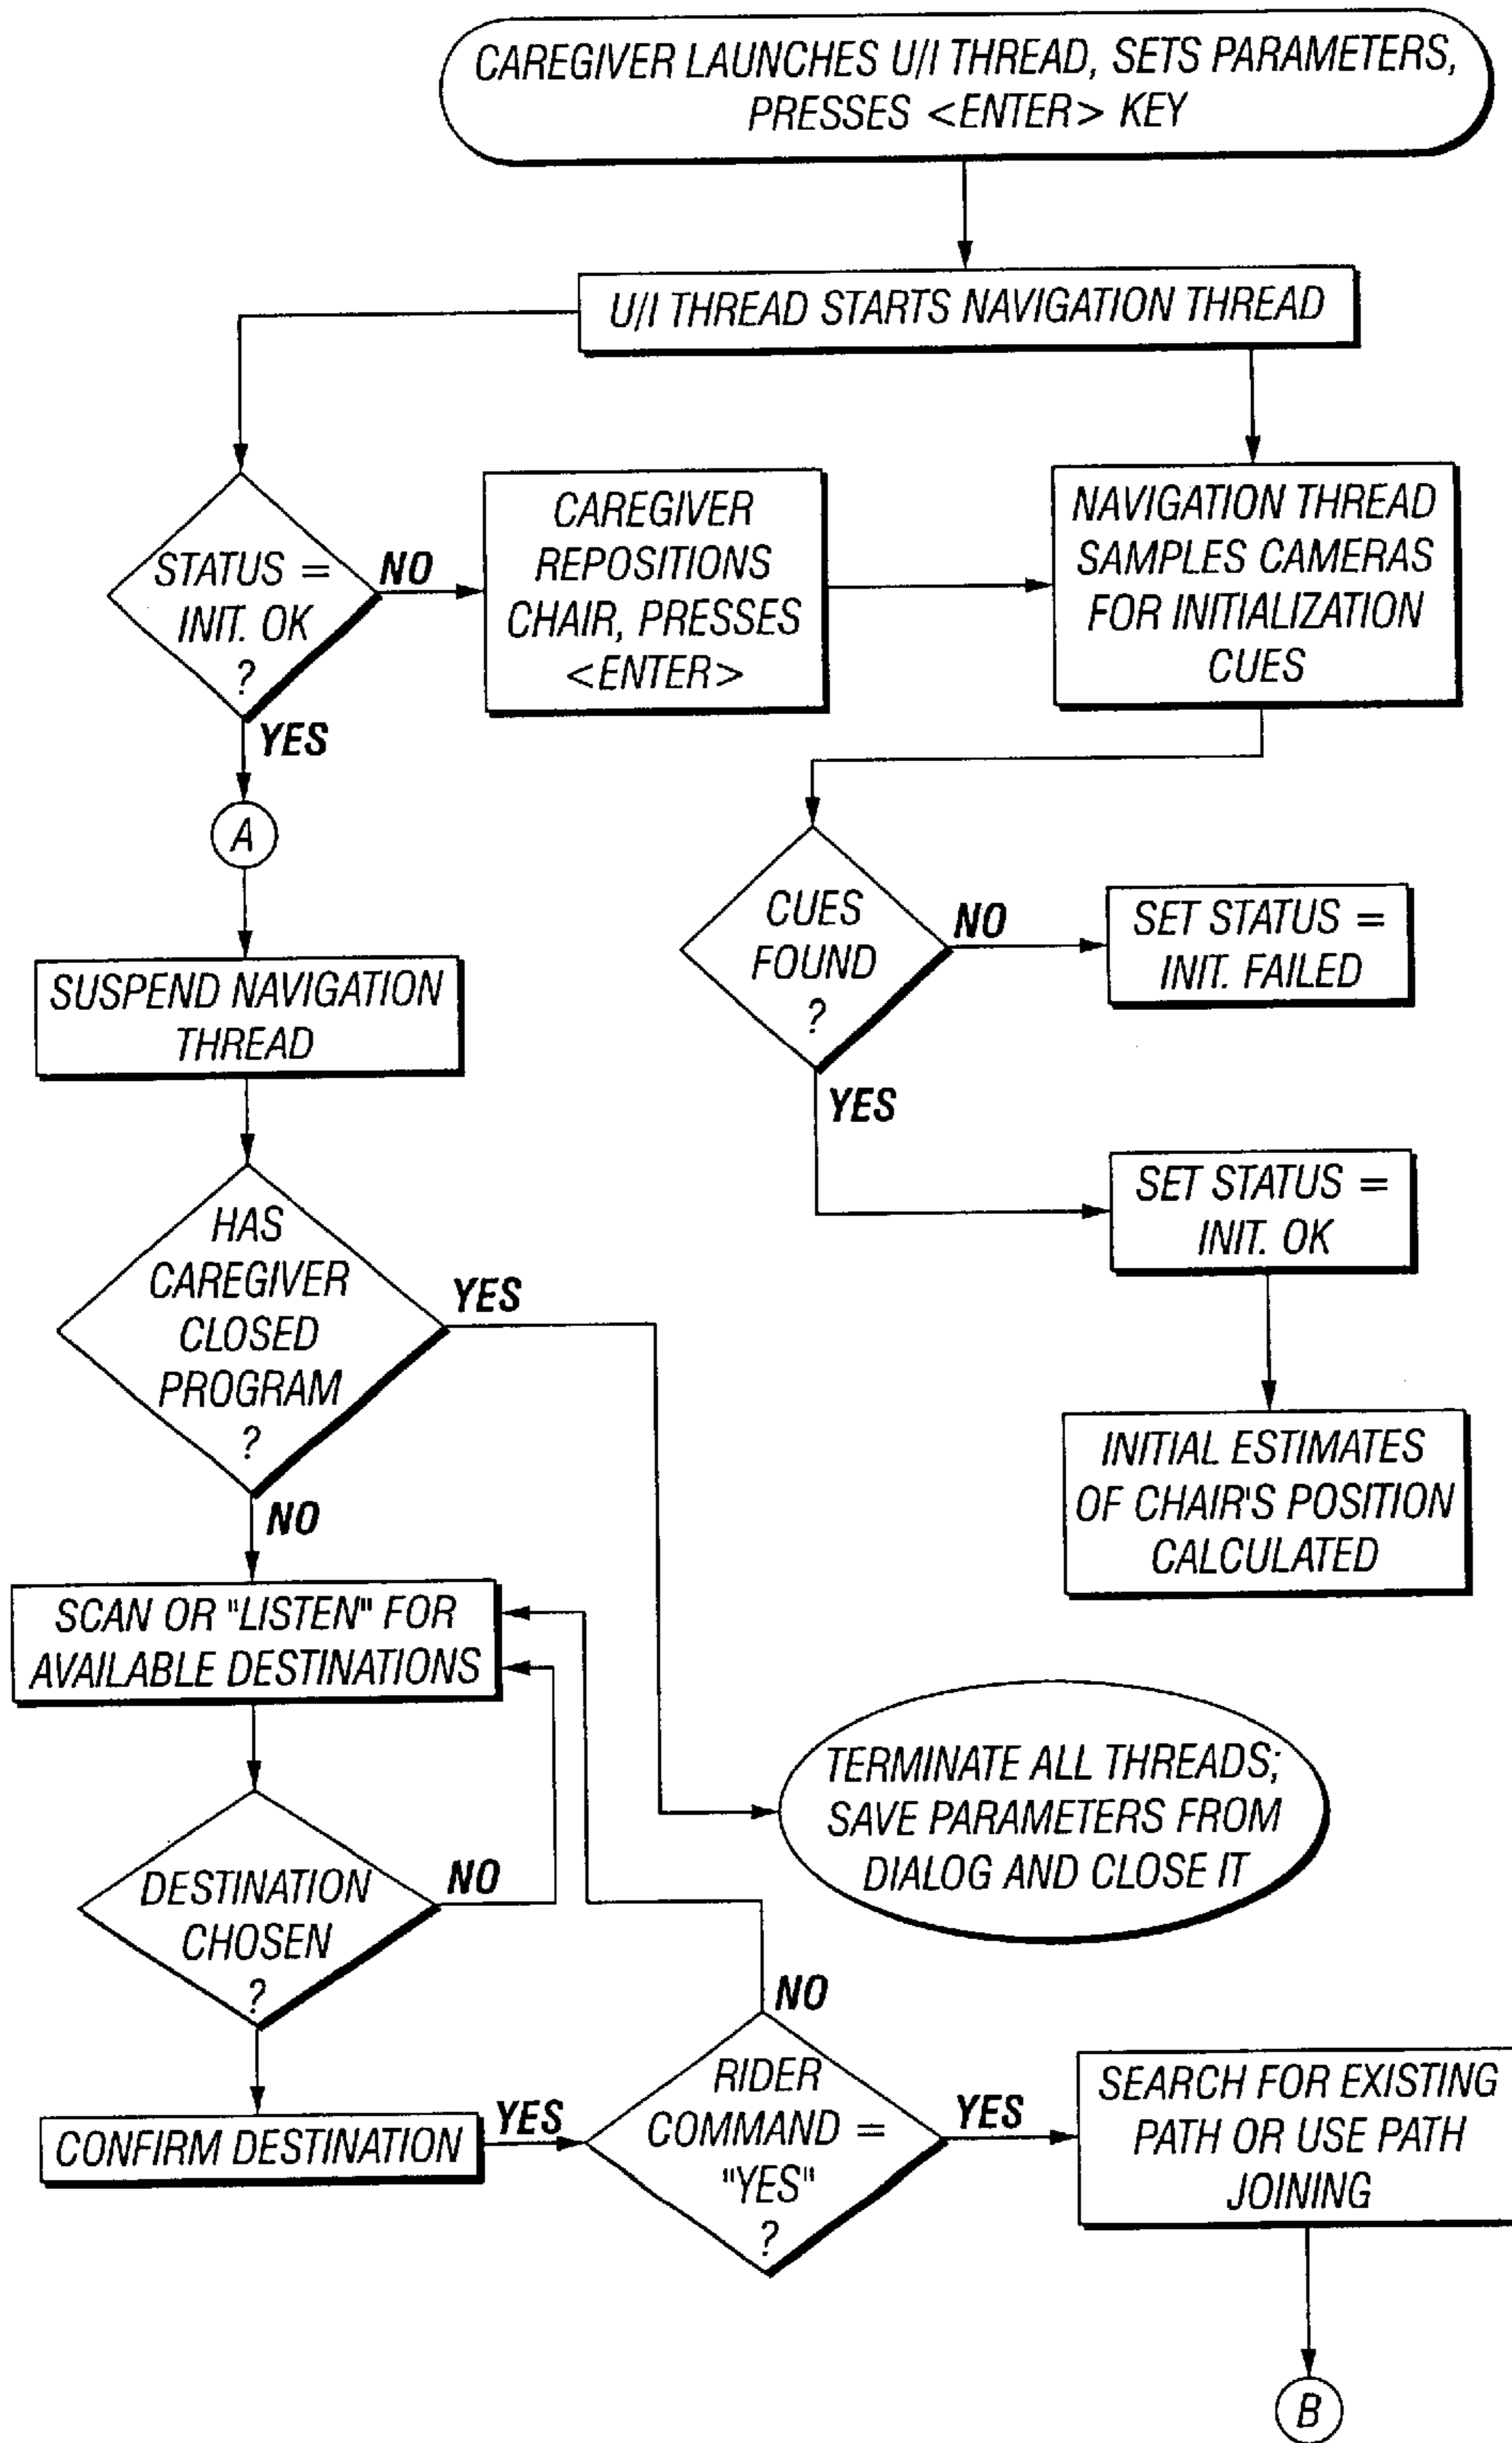 CAREGIVER LAUNCHES U/I THREAD, SETS PARAMETERS,
PRESSES <ENTER> KEY
U/I THREAD STARTS NAVIGATION THREAD
STATUS =
INIT. OK
?
NO
YES
CAREGIVER
REPOSITIONS
CHAIR, PRESSES
<ENTER>
NAVIGATION THREAD
SAMPLES CAMERAS
FOR INITIALIZATION
CUES
A
CUES
FOUND
?
NO
YES
SET STATUS =
INIT. FAILED
SUSPEND NAVIGATION
THREAD
SET STATUS =
INIT. OK
HAS
CAREGIVER
CLOSED
PROGRAM
?
YES
NO
INITIAL ESTIMATES
OF CHAIR'S POSITION
CALCULATED
SCAN OR "LISTEN" FOR
AVAILABLE DESTINATIONS
TERMINATE ALL THREADS;
SAVE PARAMETERS FROM
DIALOG AND CLOSE IT
DESTINATION
CHOSEN
?
NO
CONFIRM DESTINATION
YES
RIDER
COMMAND =
"YES"
?
NO
YES
SEARCH FOR EXISTING
PATH OR USE PATH
JOINING
B